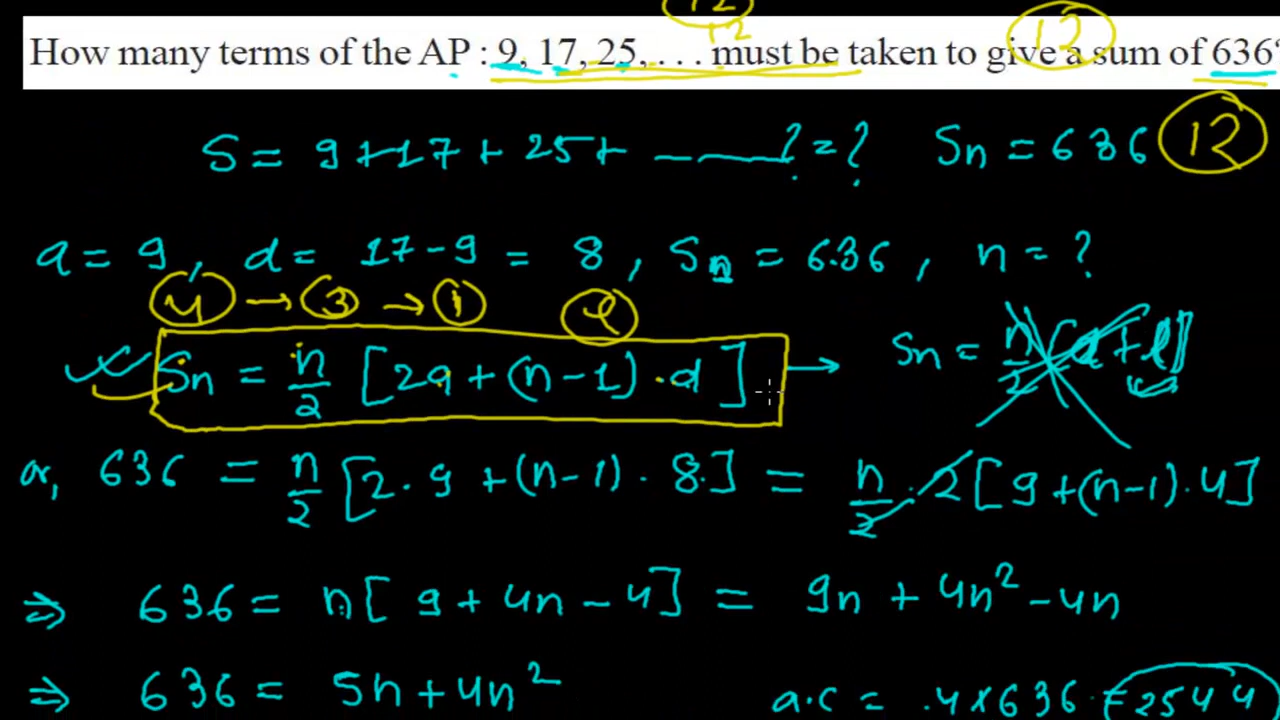 12
12
How many terms of the AP : 9, 17, 25, . . . must be taken to give a sum of 636
12
S = 9 + 17 + 25 + - - ? = ? Sn = 636 12
a = 9, d = 17 - 9 = 8, Sn = 636, n = ?
4 → 3 → 1
Sn = n/2 [2a + (n-1) . d] → Sn = n/2 [a + l]
or, 636 = n/2 [2 . 9 + (n-1) . 8.] = n/2 . 2 [9 + (n-1) . 4]
⇒ 636 = n[9 + 4n - 4] = 9n + 4n² - 4n
⇒ 636 = 5n + 4n² a.c = .4 x 636 = 2544